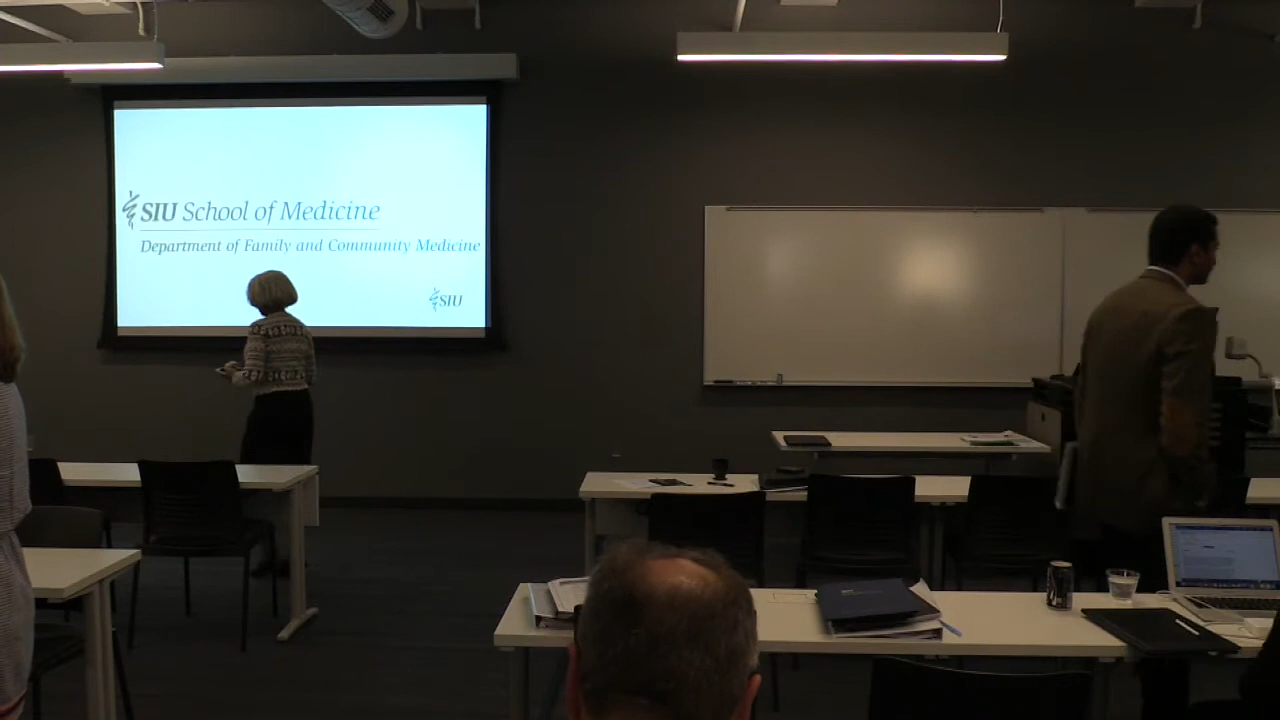 SIU School of Medicine
Department of Family and Community Medicine
SIU